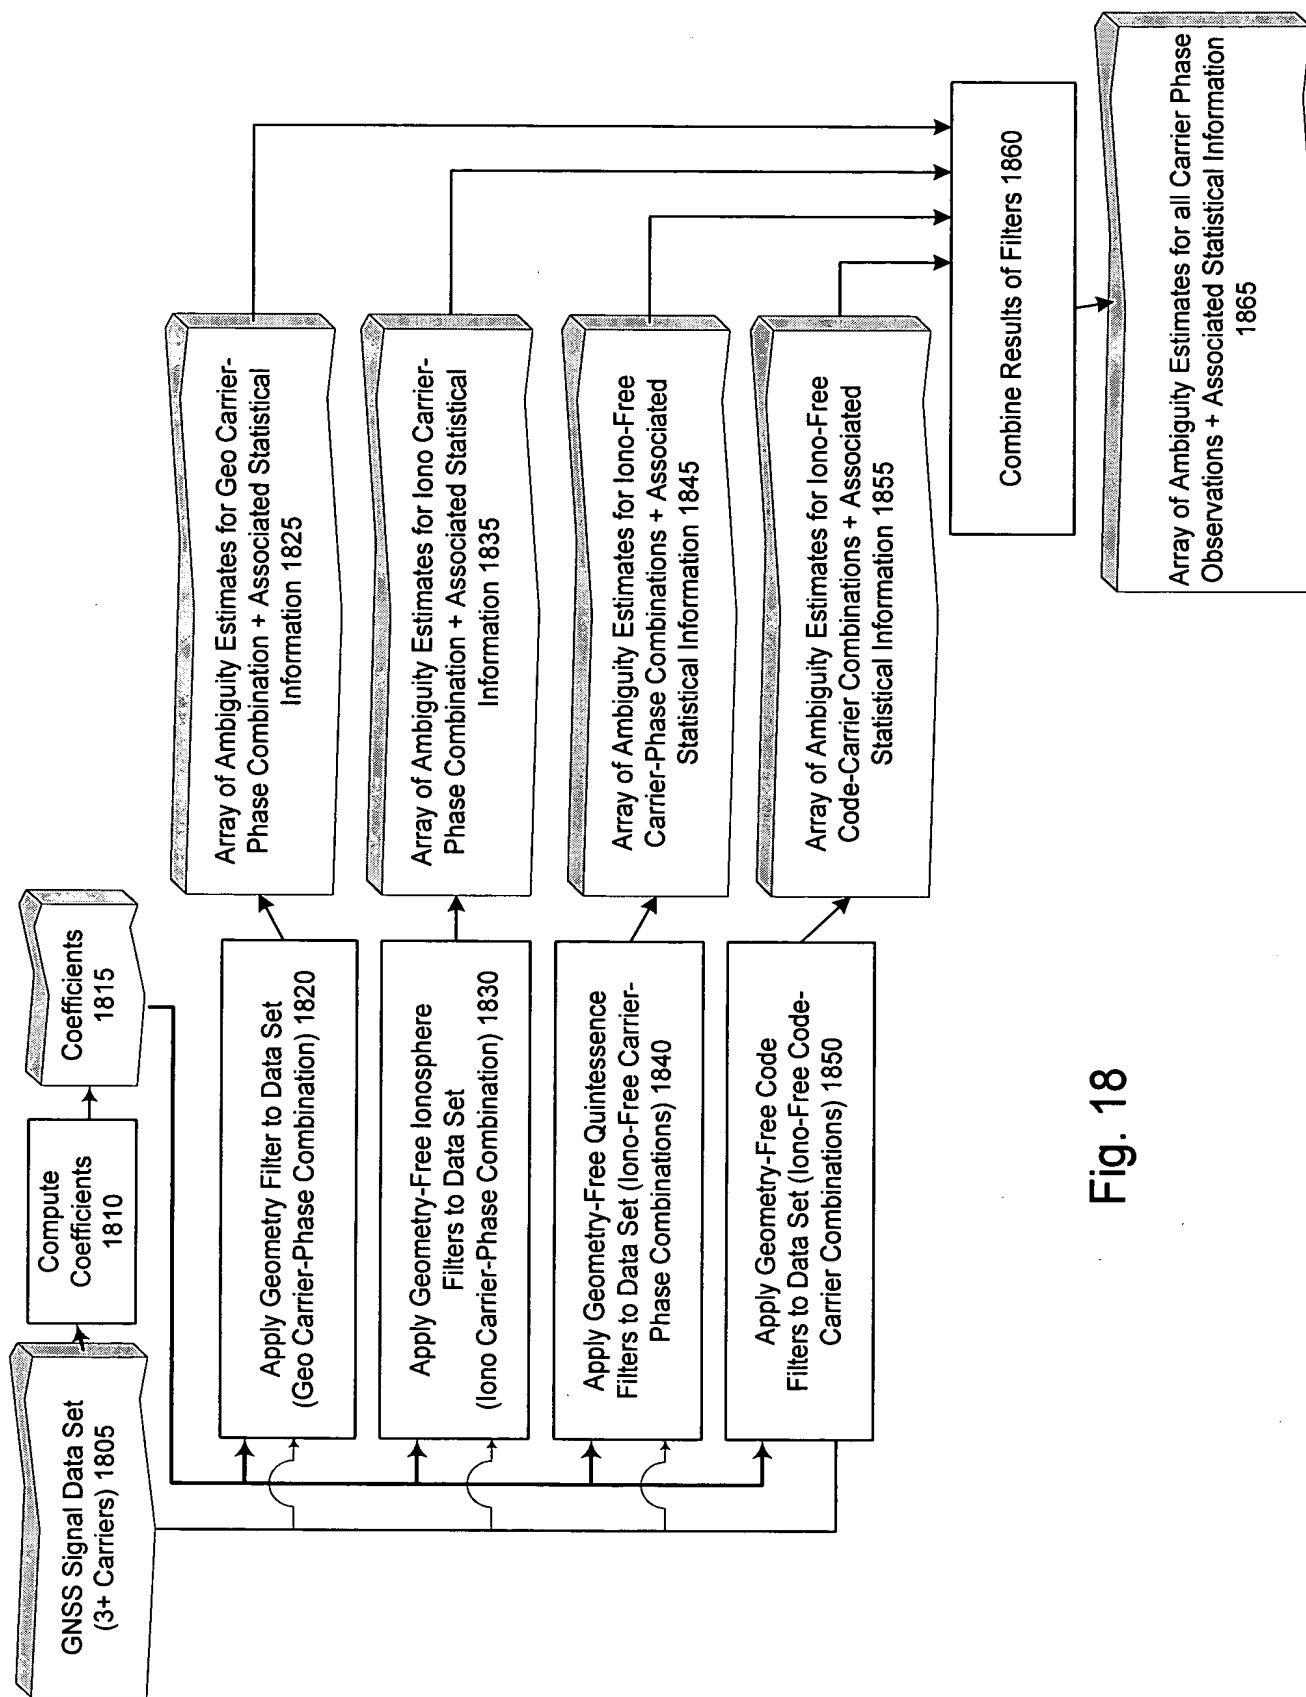 GNSS Signal Data Set
(3+ Carriers) 1805
Compute
Coefficients
1810
Coefficients
1815
Apply Geometry Filter to Data Set
(Geo Carrier-Phase Combination) 1820
Array of Ambiguity Estimates for Geo Carrier-
Phase Combination + Associated Statistical
Information 1825
Apply Geometry-Free Ionosphere
Filters to Data Set
(Iono Carrier-Phase Combination) 1830
Array of Ambiguity Estimates for Iono Carrier-
Phase Combination + Associated Statistical
Information 1835
Apply Geometry-Free Quintessence
Filters to Data Set (Iono-Free Carrier-
Phase Combinations) 1840
Array of Ambiguity Estimates for Iono-Free
Carrier-Phase Combinations + Associated
Statistical Information 1845
Apply Geometry-Free Code
Filters to Data Set (Iono-Free Code-
Carrier Combinations) 1850
Array of Ambiguity Estimates for Iono-Free
Code-Carrier Combinations + Associated
Statistical Information 1855
Combine Results of Filters 1860
Array of Ambiguity Estimates for all Carrier Phase
Observations + Associated Statistical Information
1865
Fig. 18